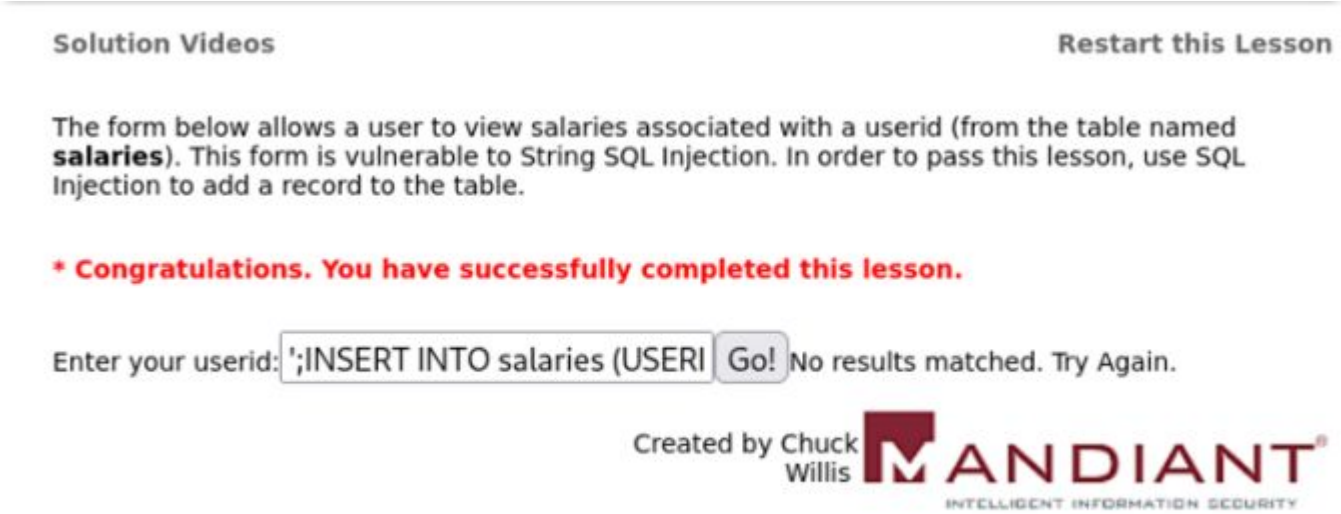 Solution Videos
Restart this Lesson
The form below allows a user to view salaries associated with a userid (from the table named
salaries). This form is vulnerable to String SQL Injection. In order to pass this lesson, use SQL
Injection to add a record to the table.
* Congratulations. You have successfully completed this lesson.
Enter your userid: ';INSERT INTO salaries (USERI Go! No results matched. Try Again.
Created by Chuck
Willis
MANDIANT®
INTELLIGENT INFORMATION SECURITY